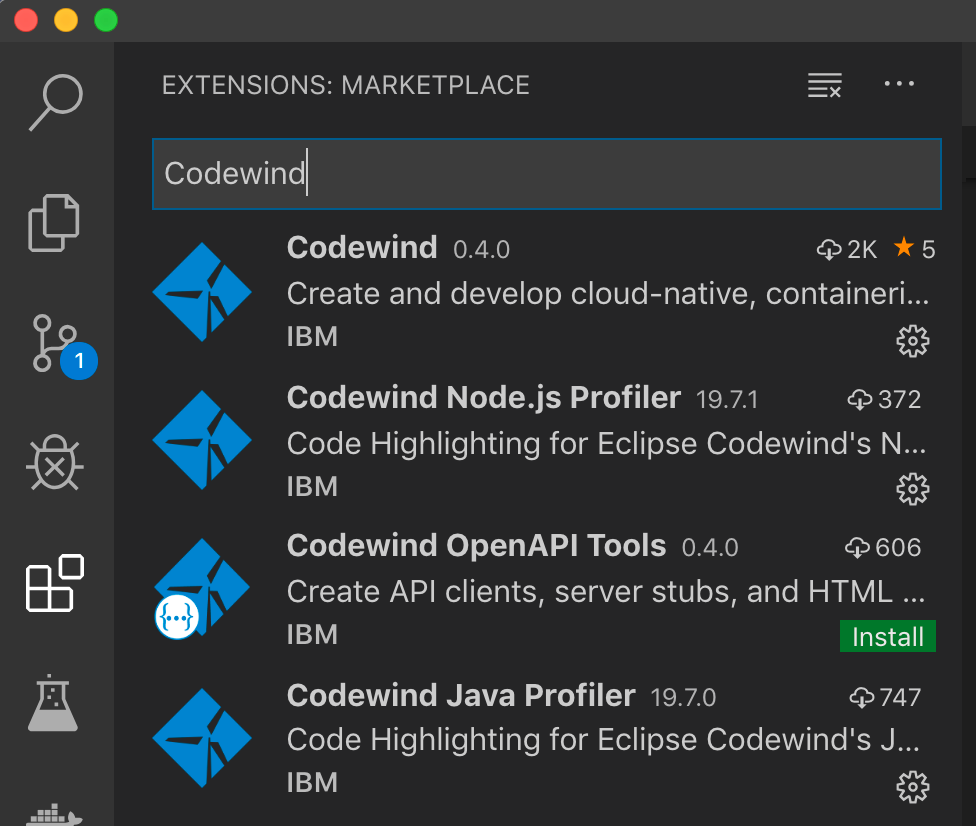 EXTENSIONS: MARKETPLACE
Codewind
Codewind 0.4.0 2K 5
Create and develop cloud-native, containeri...
IBM
1
Codewind Node.js Profiler 19.7.1 372
Code Highlighting for Eclipse Codewind's N...
IBM
Codewind OpenAPI Tools 0.4.0 606
Create API clients, server stubs, and HTML ...
{...}
IBM
Install
Codewind Java Profiler 19.7.0 747
Code Highlighting for Eclipse Codewind's J...
IBM